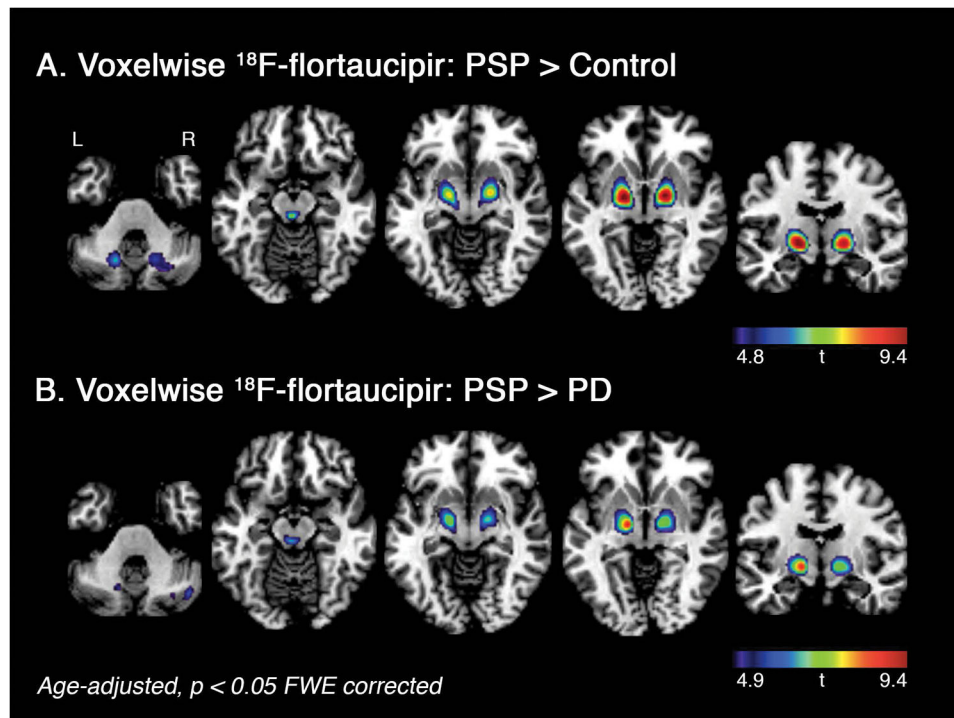 A. Voxelwise ¹⁸F-flortaucipir: PSP > Control
L R
4.8 t 9.4
B. Voxelwise ¹⁸F-flortaucipir: PSP > PD
4.9 t 9.4
Age-adjusted, p < 0.05 FWE corrected